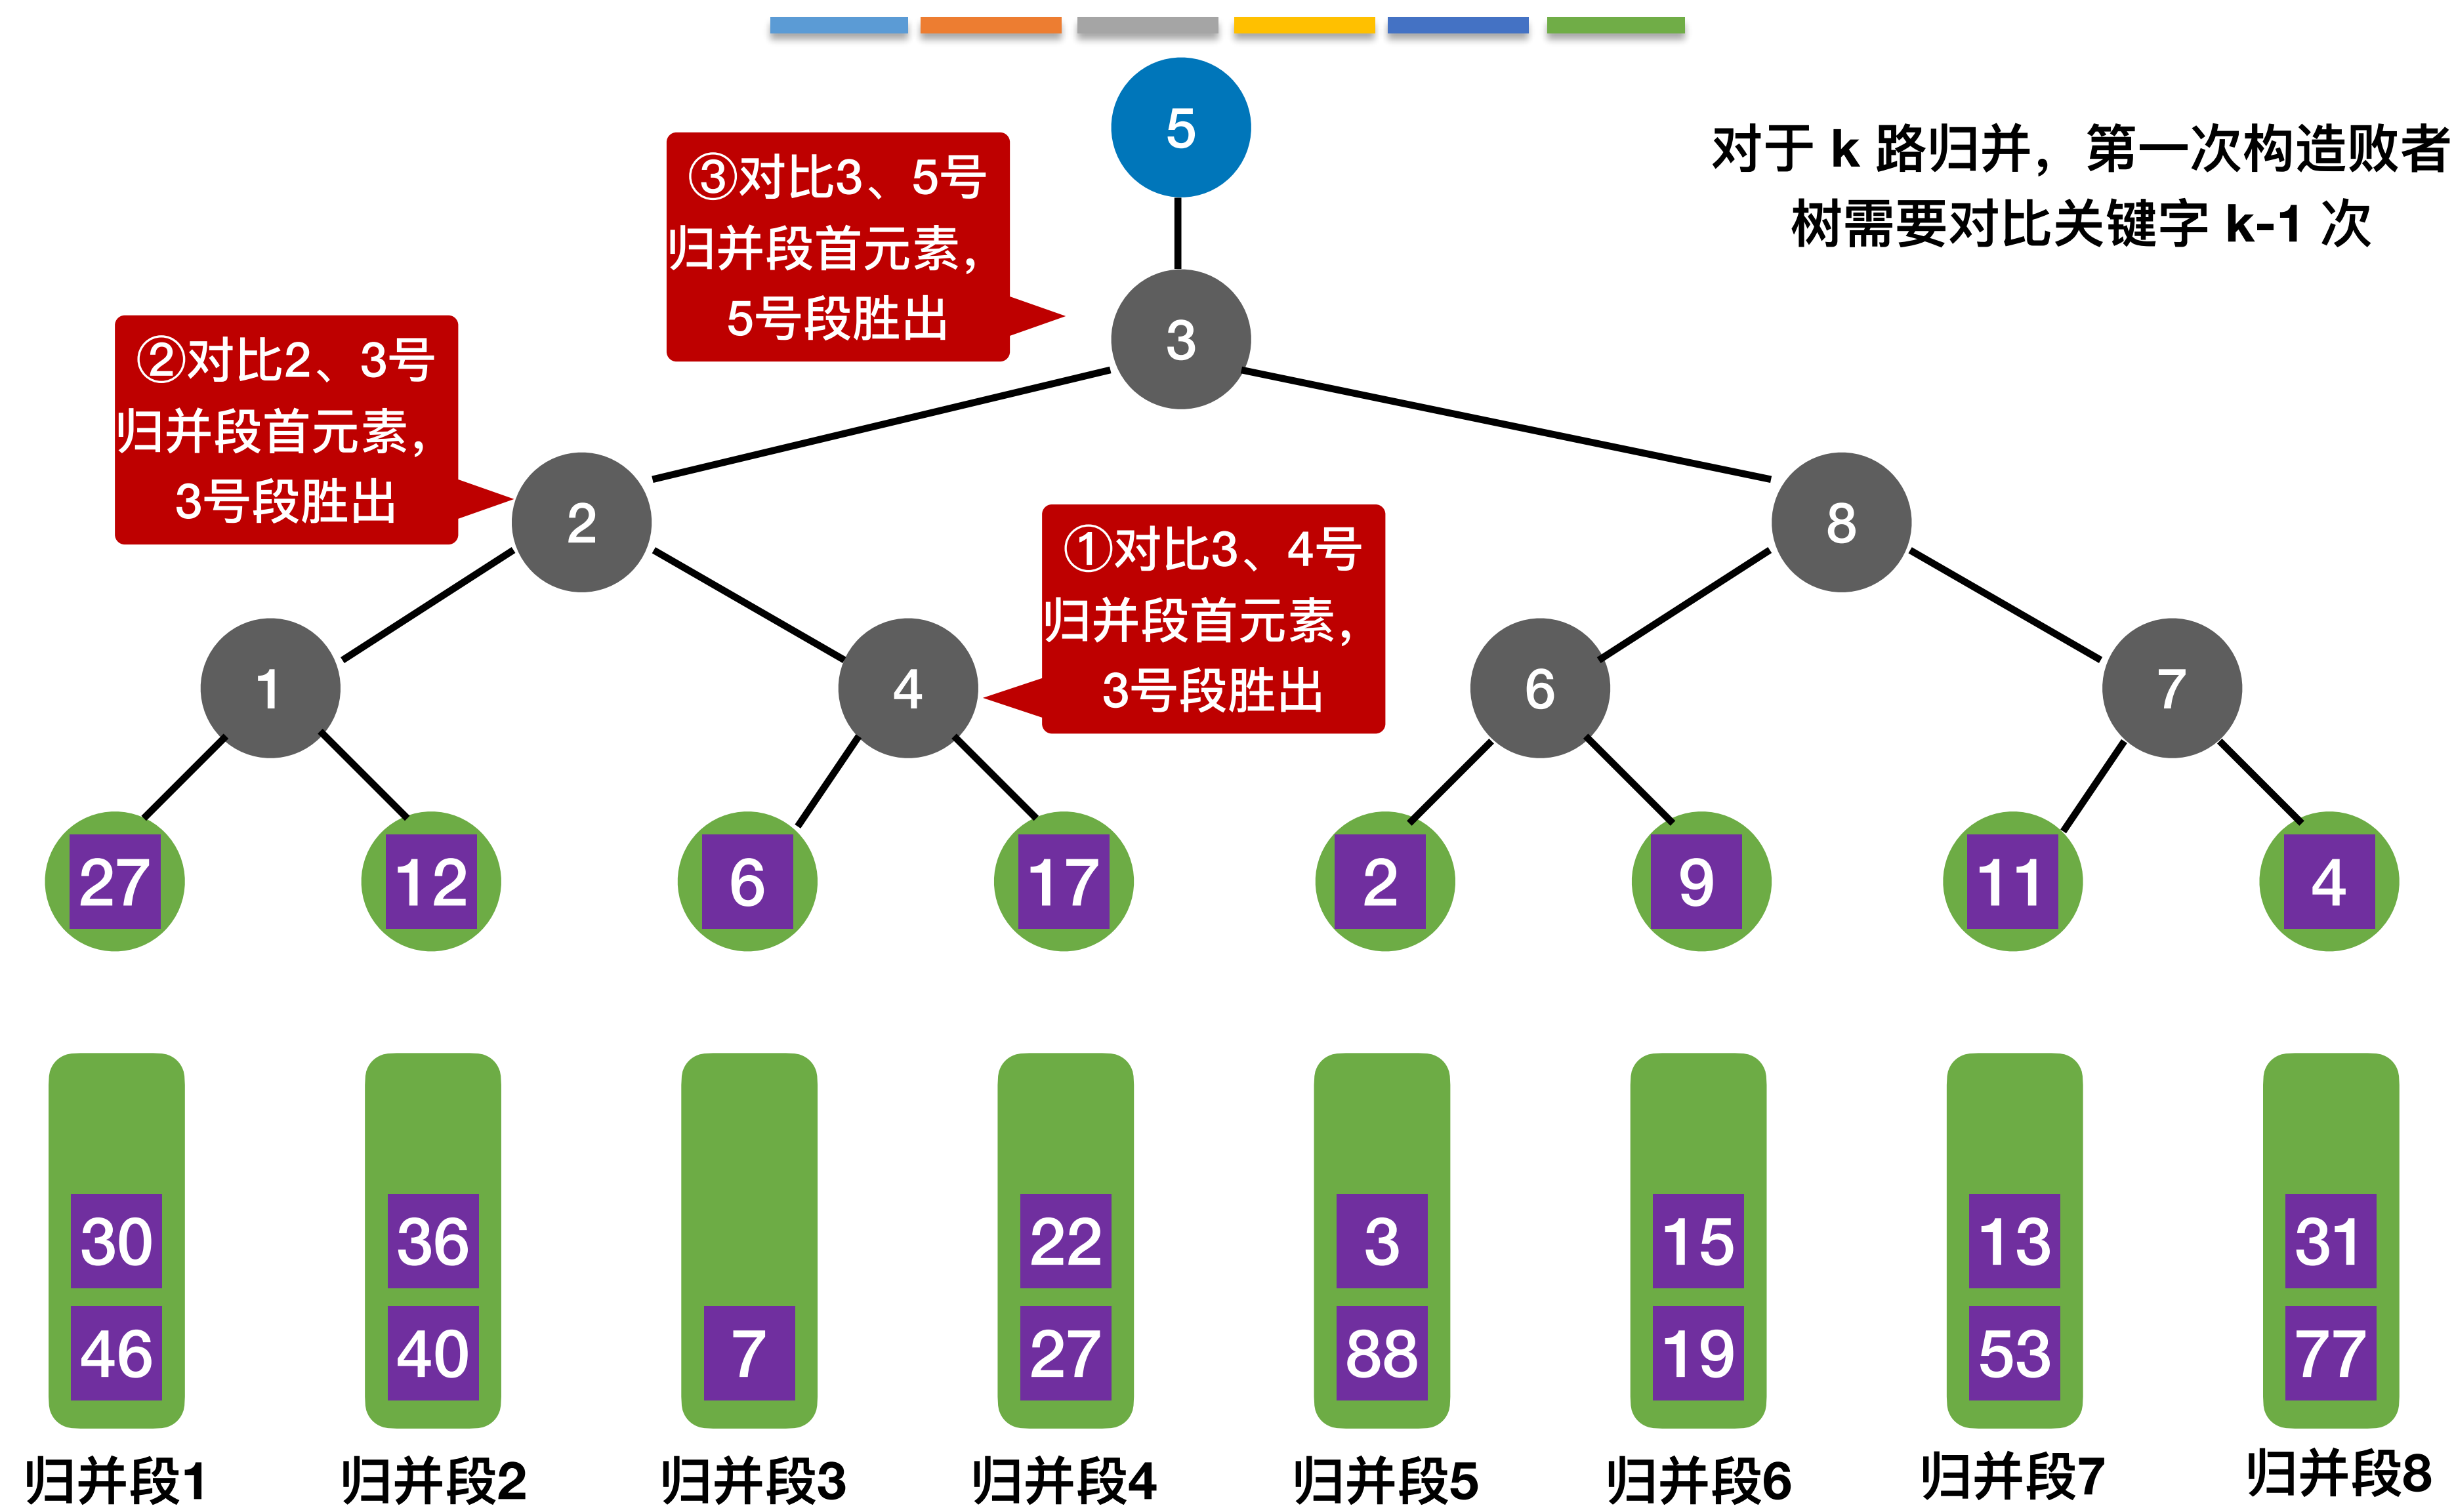 5
对于 k 路归并，第一次构造败者
树需要对比关键字 k-1 次
③对比3、5号
归并段首元素，
5号段胜出
3
②对比2、3号
归并段首元素，
3号段胜出
2
8
①对比3、4号
归并段首元素，
3号段胜出
1
4
6
7
27 12 6 17 2 9 11 4
30 36 22 3 15 13 31
46 40 7 27 88 19 53 77
归并段1 归并段2 归并段3 归并段4 归并段5 归并段6 归并段7 归并段8